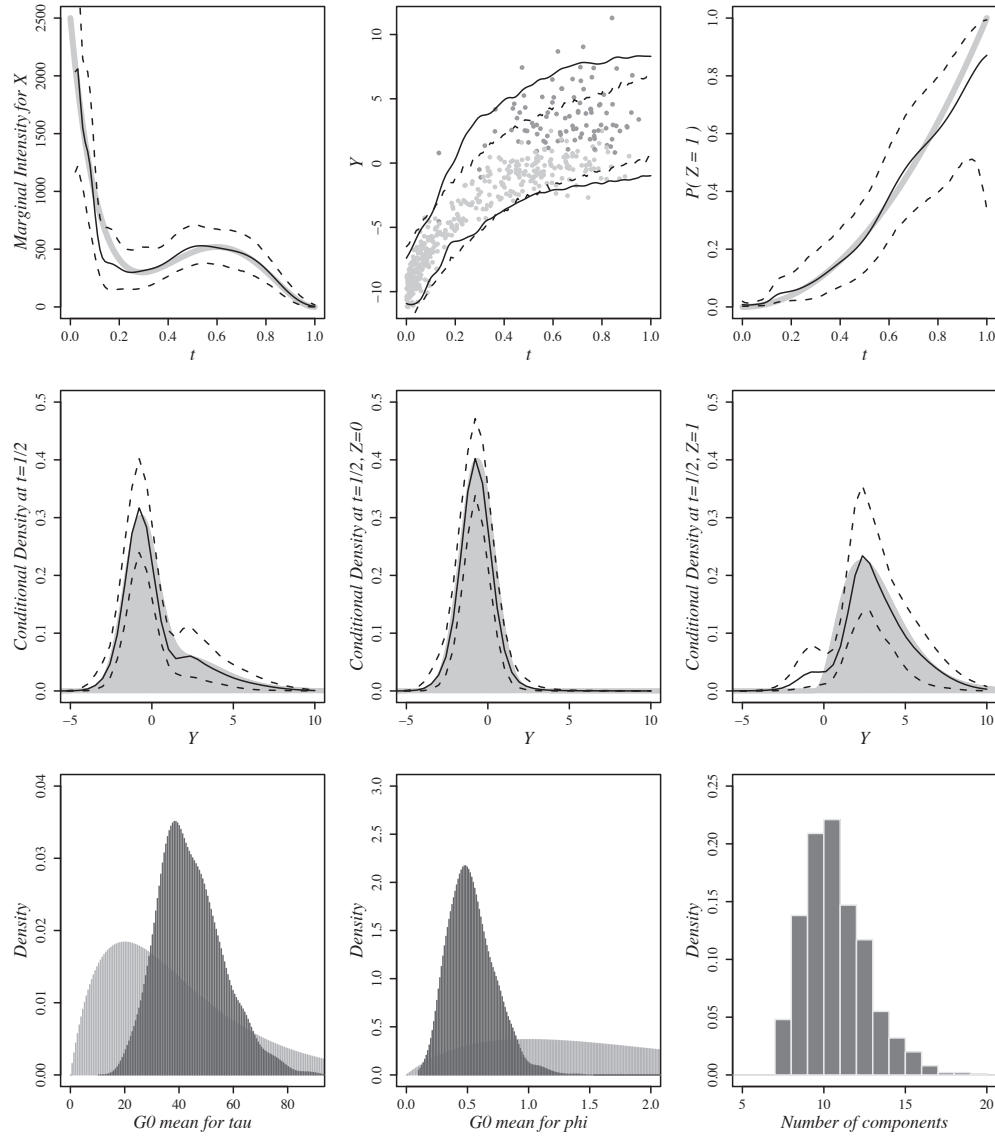 Marginal Intensity for X
2500
2000
1500
1000
500
0
0.0 0.2 0.4 0.6 0.8 1.0
t
Y
10
5
0
−5
−10
0.0 0.2 0.4 0.6 0.8 1.0
t
P( Z = 1 )
1.0
0.8
0.6
0.4
0.2
0.0
0.0 0.2 0.4 0.6 0.8 1.0
t
Conditional Density at t=1/2
0.5
0.4
0.3
0.2
0.1
0.0
−5 0 5 10
Y
Conditional Density at t=1/2, Z=0
0.5
0.4
0.3
0.2
0.1
0.0
−5 0 5 10
Y
Conditional Density at t=1/2, Z=1
0.5
0.4
0.3
0.2
0.1
0.0
−5 0 5 10
Y
Density
0.04
0.03
0.02
0.01
0.00
0 20 40 60 80
G0 mean for tau
Density
3.0
2.5
2.0
1.5
1.0
0.5
0.0
0.0 0.5 1.0 1.5 2.0
G0 mean for phi
Density
0.25
0.20
0.15
0.10
0.05
0.00
5 10 15 20
Number of components